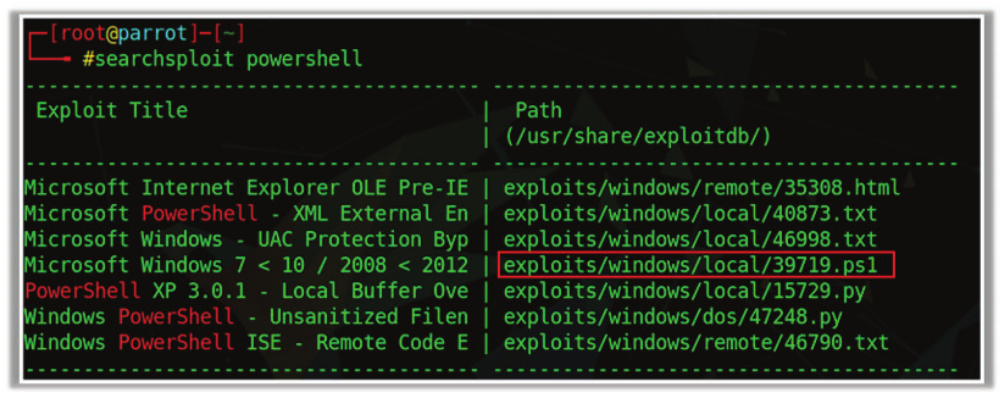 [root@parrot]-[~]
#searchsploit powershell
Exploit Title | Path
| (/usr/share/exploitdb/)
Microsoft Internet Explorer OLE Pre-IE | exploits/windows/remote/35308.html
Microsoft PowerShell - XML External En | exploits/windows/local/40873.txt
Microsoft Windows - UAC Protection Byp | exploits/windows/local/46998.txt
Microsoft Windows 7 < 10 / 2008 < 2012 | exploits/windows/local/39719.ps1
PowerShell XP 3.0.1 - Local Buffer Ove | exploits/windows/local/15729.py
Windows PowerShell - Unsanitized Filen | exploits/windows/dos/47248.py
Windows PowerShell ISE - Remote Code E | exploits/windows/remote/46790.txt